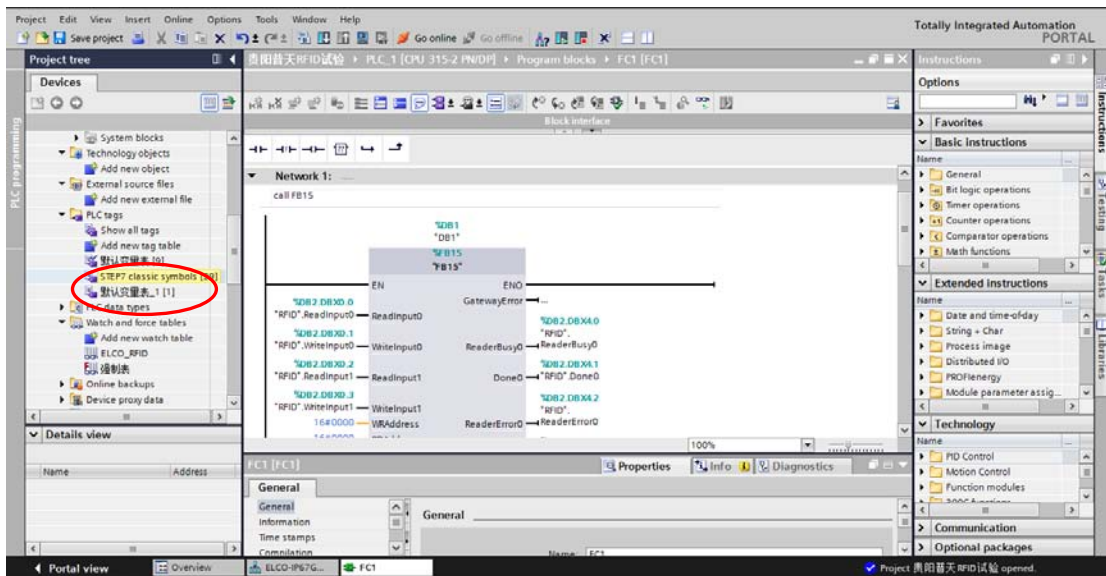 Project Edit View Insert Online Options Tools Window Help
Totally Integrated Automation
PORTAL
Save project
Go online
Go offline
Project tree
贵阳普天RFID试验 PLC_1 [CPU 315-2 PN/DP] Program blocks FC1 [FC1]
Instructions
Devices
Options
PLC programming
System blocks
Technology objects
Add new object
External source files
Add new external file
PLC tags
Show all tags
Add new tag table
默认变量表 [9]
STEP7 classic symbols
默认变量表_1 [1]
data types
Watch and force tables
Add new watch table
ELCO_RFID
强制表
Online backups
Device proxy data
Details view
Name Address
Block interface
Network 1:
call FB15
%DB1
"DB1"
%FB15
"FB15"
EN ENO
GatewayError ...
%DB2.DBX0.0
"RFID".ReadInput0 ReadInput0
%DB2.DBX4.0
"RFID".
ReaderBusy0 ReaderBusy0
%DB2.DBX0.1
"RFID".WriteInput0 WriteInput0
%DB2.DBX4.1
Done0 "RFID".Done0
%DB2.DBX0.2
"RFID".ReadInput1 ReadInput1
%DB2.DBX4.2
"RFID".
ReaderError0 ReaderError0
%DB2.DBX0.3
"RFID".WriteInput1 WriteInput1
16#0000 WRAddress
100%
FC1 [FC1]
Properties Info Diagnostics
General
General
Information
Time stamps
Compilation
General
Name: FC1
Favorites
Basic instructions
Name
General
Bit logic operations
Timer operations
Counter operations
Comparator operations
Math functions
Extended instructions
Name
Date and time-of-day
String + Char
Process image
Distributed I/O
PROFIenergy
Module parameter assig...
Technology
Name
PID Control
Motion Control
Function modules
Communication
Optional packages
Instructions
Testing
Tasks
Libraries
Portal view
Overview
ELCO-IP67G...
FC1
Project 贵阳普天RFID试验 opened.